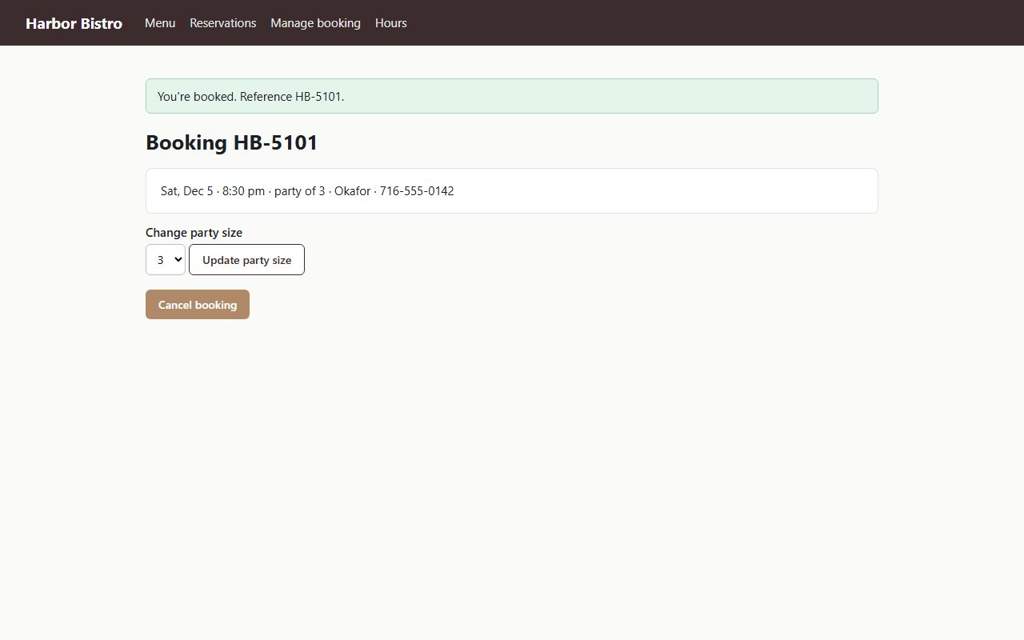 Harbor Bistro Menu Reservations Manage booking Hours
You're booked. Reference HB-5101.
Booking HB-5101
Sat, Dec 5 · 8:30 pm · party of 3 · Okafor · 716-555-0142
Change party size
3 Update party size
Cancel booking